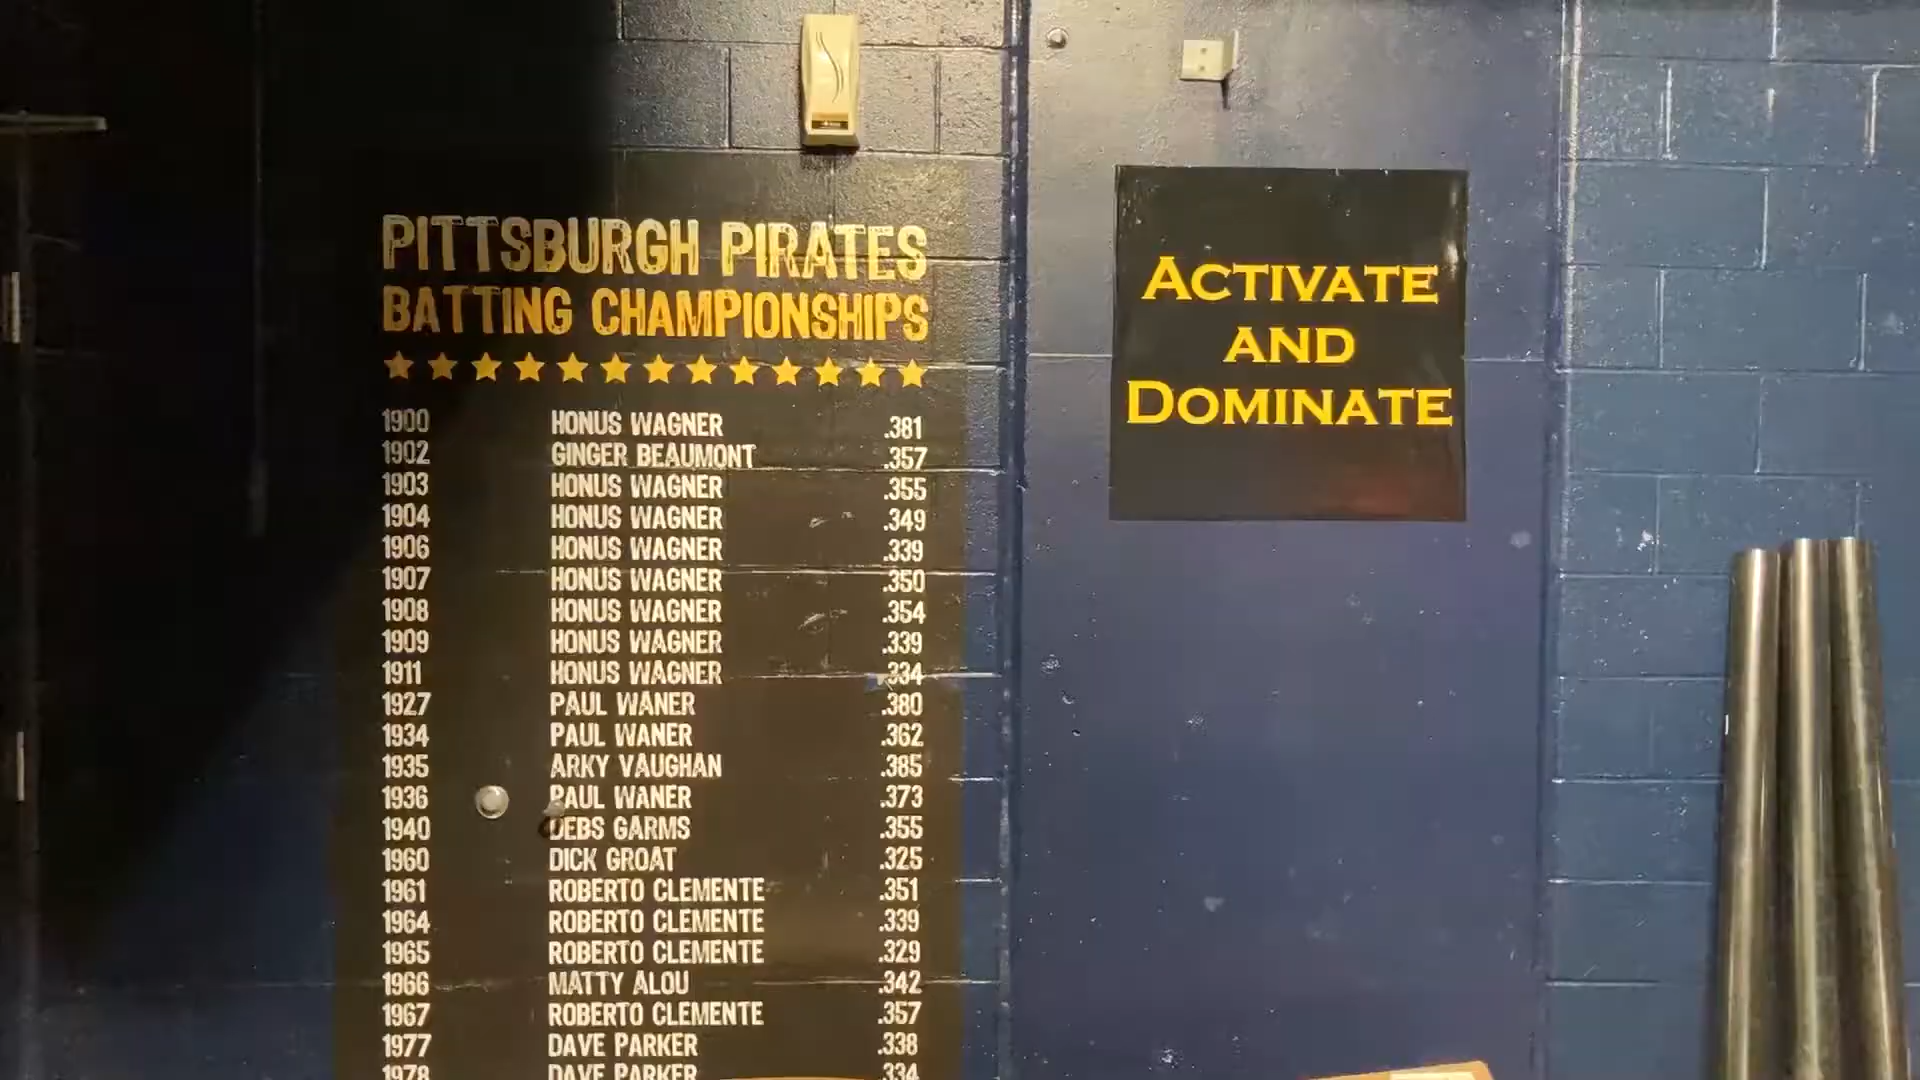 PITTSBURGH PIRATES
BATTING CHAMPIONSHIPS
1900 HONUS WAGNER .381
1902 GINGER BEAUMONT .357
1903 HONUS WAGNER .355
1904 HONUS WAGNER .349
1906 HONUS WAGNER .339
1907 HONUS WAGNER .350
1908 HONUS WAGNER .354
1909 HONUS WAGNER .339
1911 HONUS WAGNER .334
1927 PAUL WANER .380
1934 PAUL WANER .362
1935 ARKY VAUGHAN .385
1936 PAUL WANER .373
1940 DEBS GARMS .355
1960 DICK GROAT .325
1961 ROBERTO CLEMENTE .351
1964 ROBERTO CLEMENTE .339
1965 ROBERTO CLEMENTE .329
1966 MATTY ALOU .342
1967 ROBERTO CLEMENTE .357
1977 DAVE PARKER .338
1978 DAVE PARKER .334
ACTIVATE
AND
DOMINATE